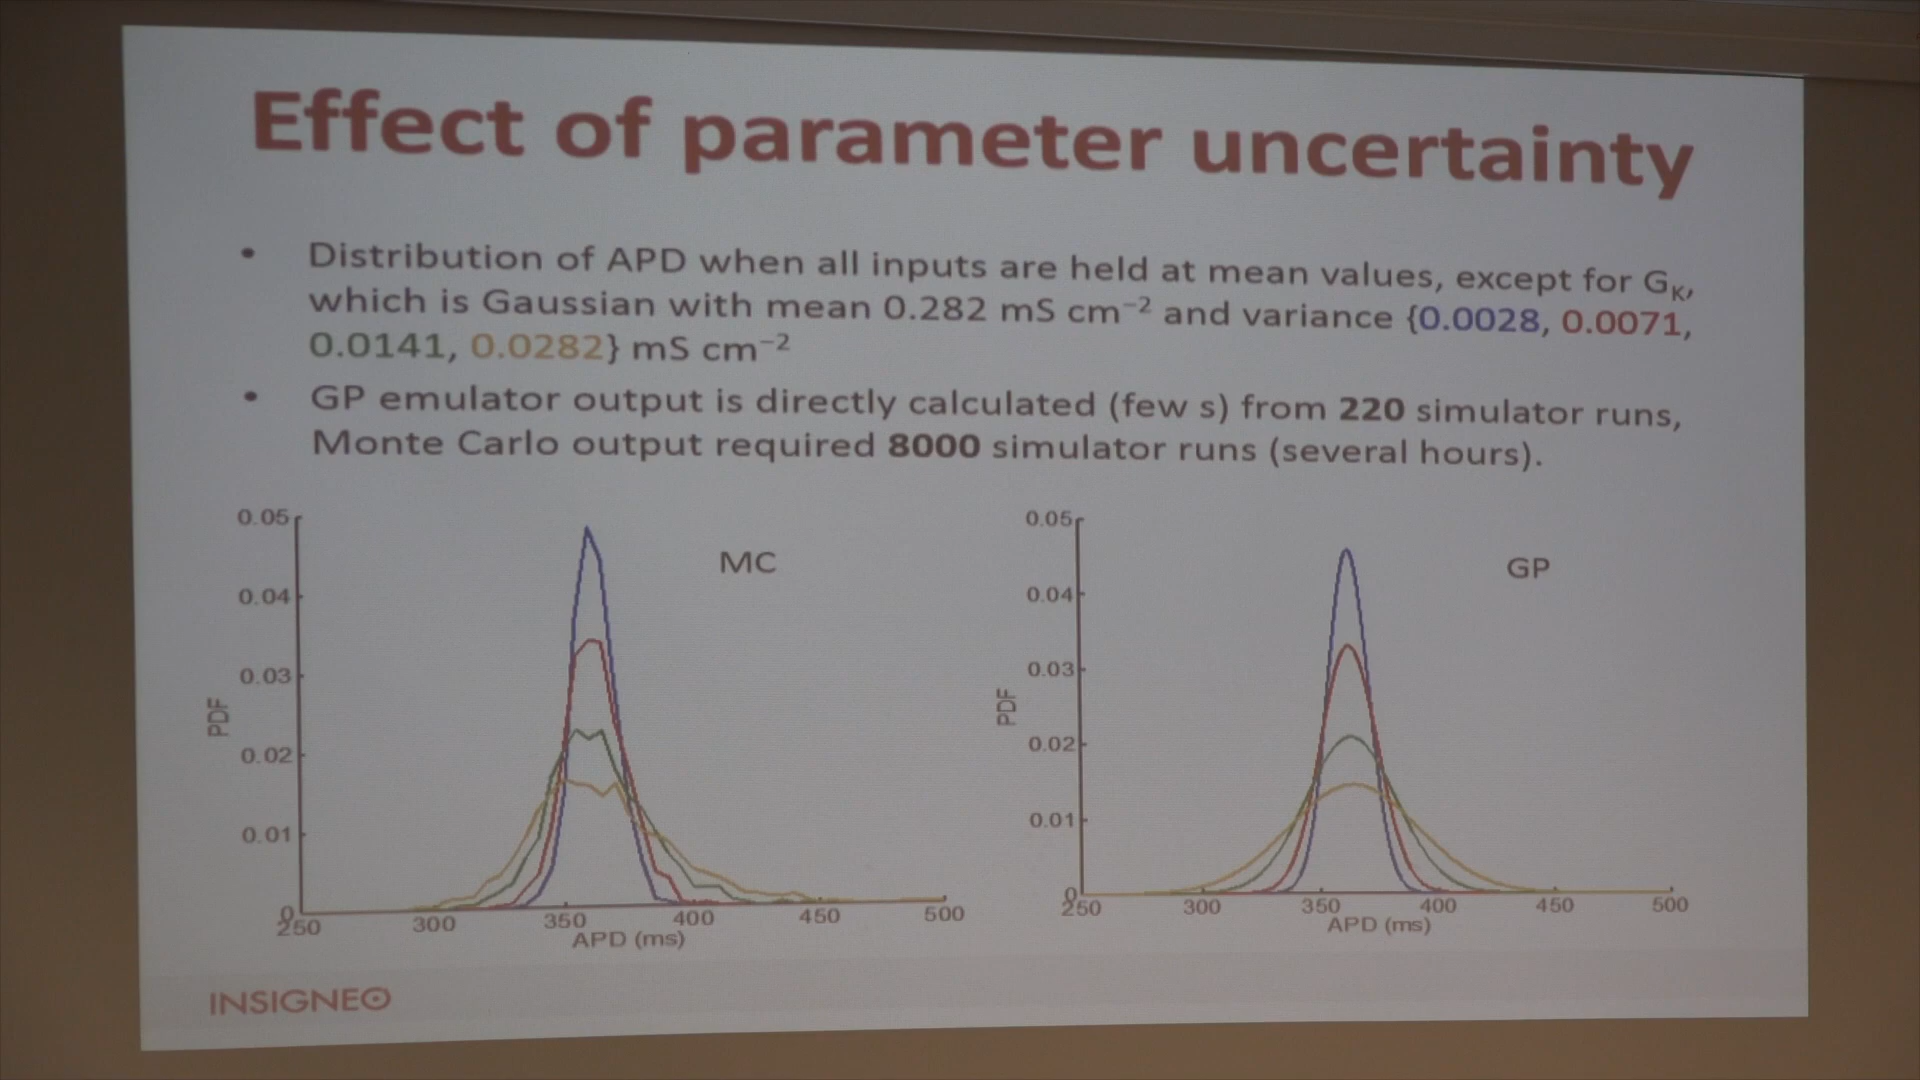 Effect of parameter uncertainty
• Distribution of APD when all inputs are held at mean values, except for G_K,
which is Gaussian with mean 0.282 mS cm⁻² and variance {0.0028, 0.0071,
0.0141, 0.0282} mS cm⁻²
• GP emulator output is directly calculated (few s) from 220 simulator runs,
Monte Carlo output required 8000 simulator runs (several hours).
0.05
0.04
0.03
0.02
0.01
0
PDF
MC
250 300 350 400 450 500
APD (ms)
0.05
0.04
0.03
0.02
0.01
0
PDF
GP
250 300 350 400 450 500
APD (ms)
INSIGNEO